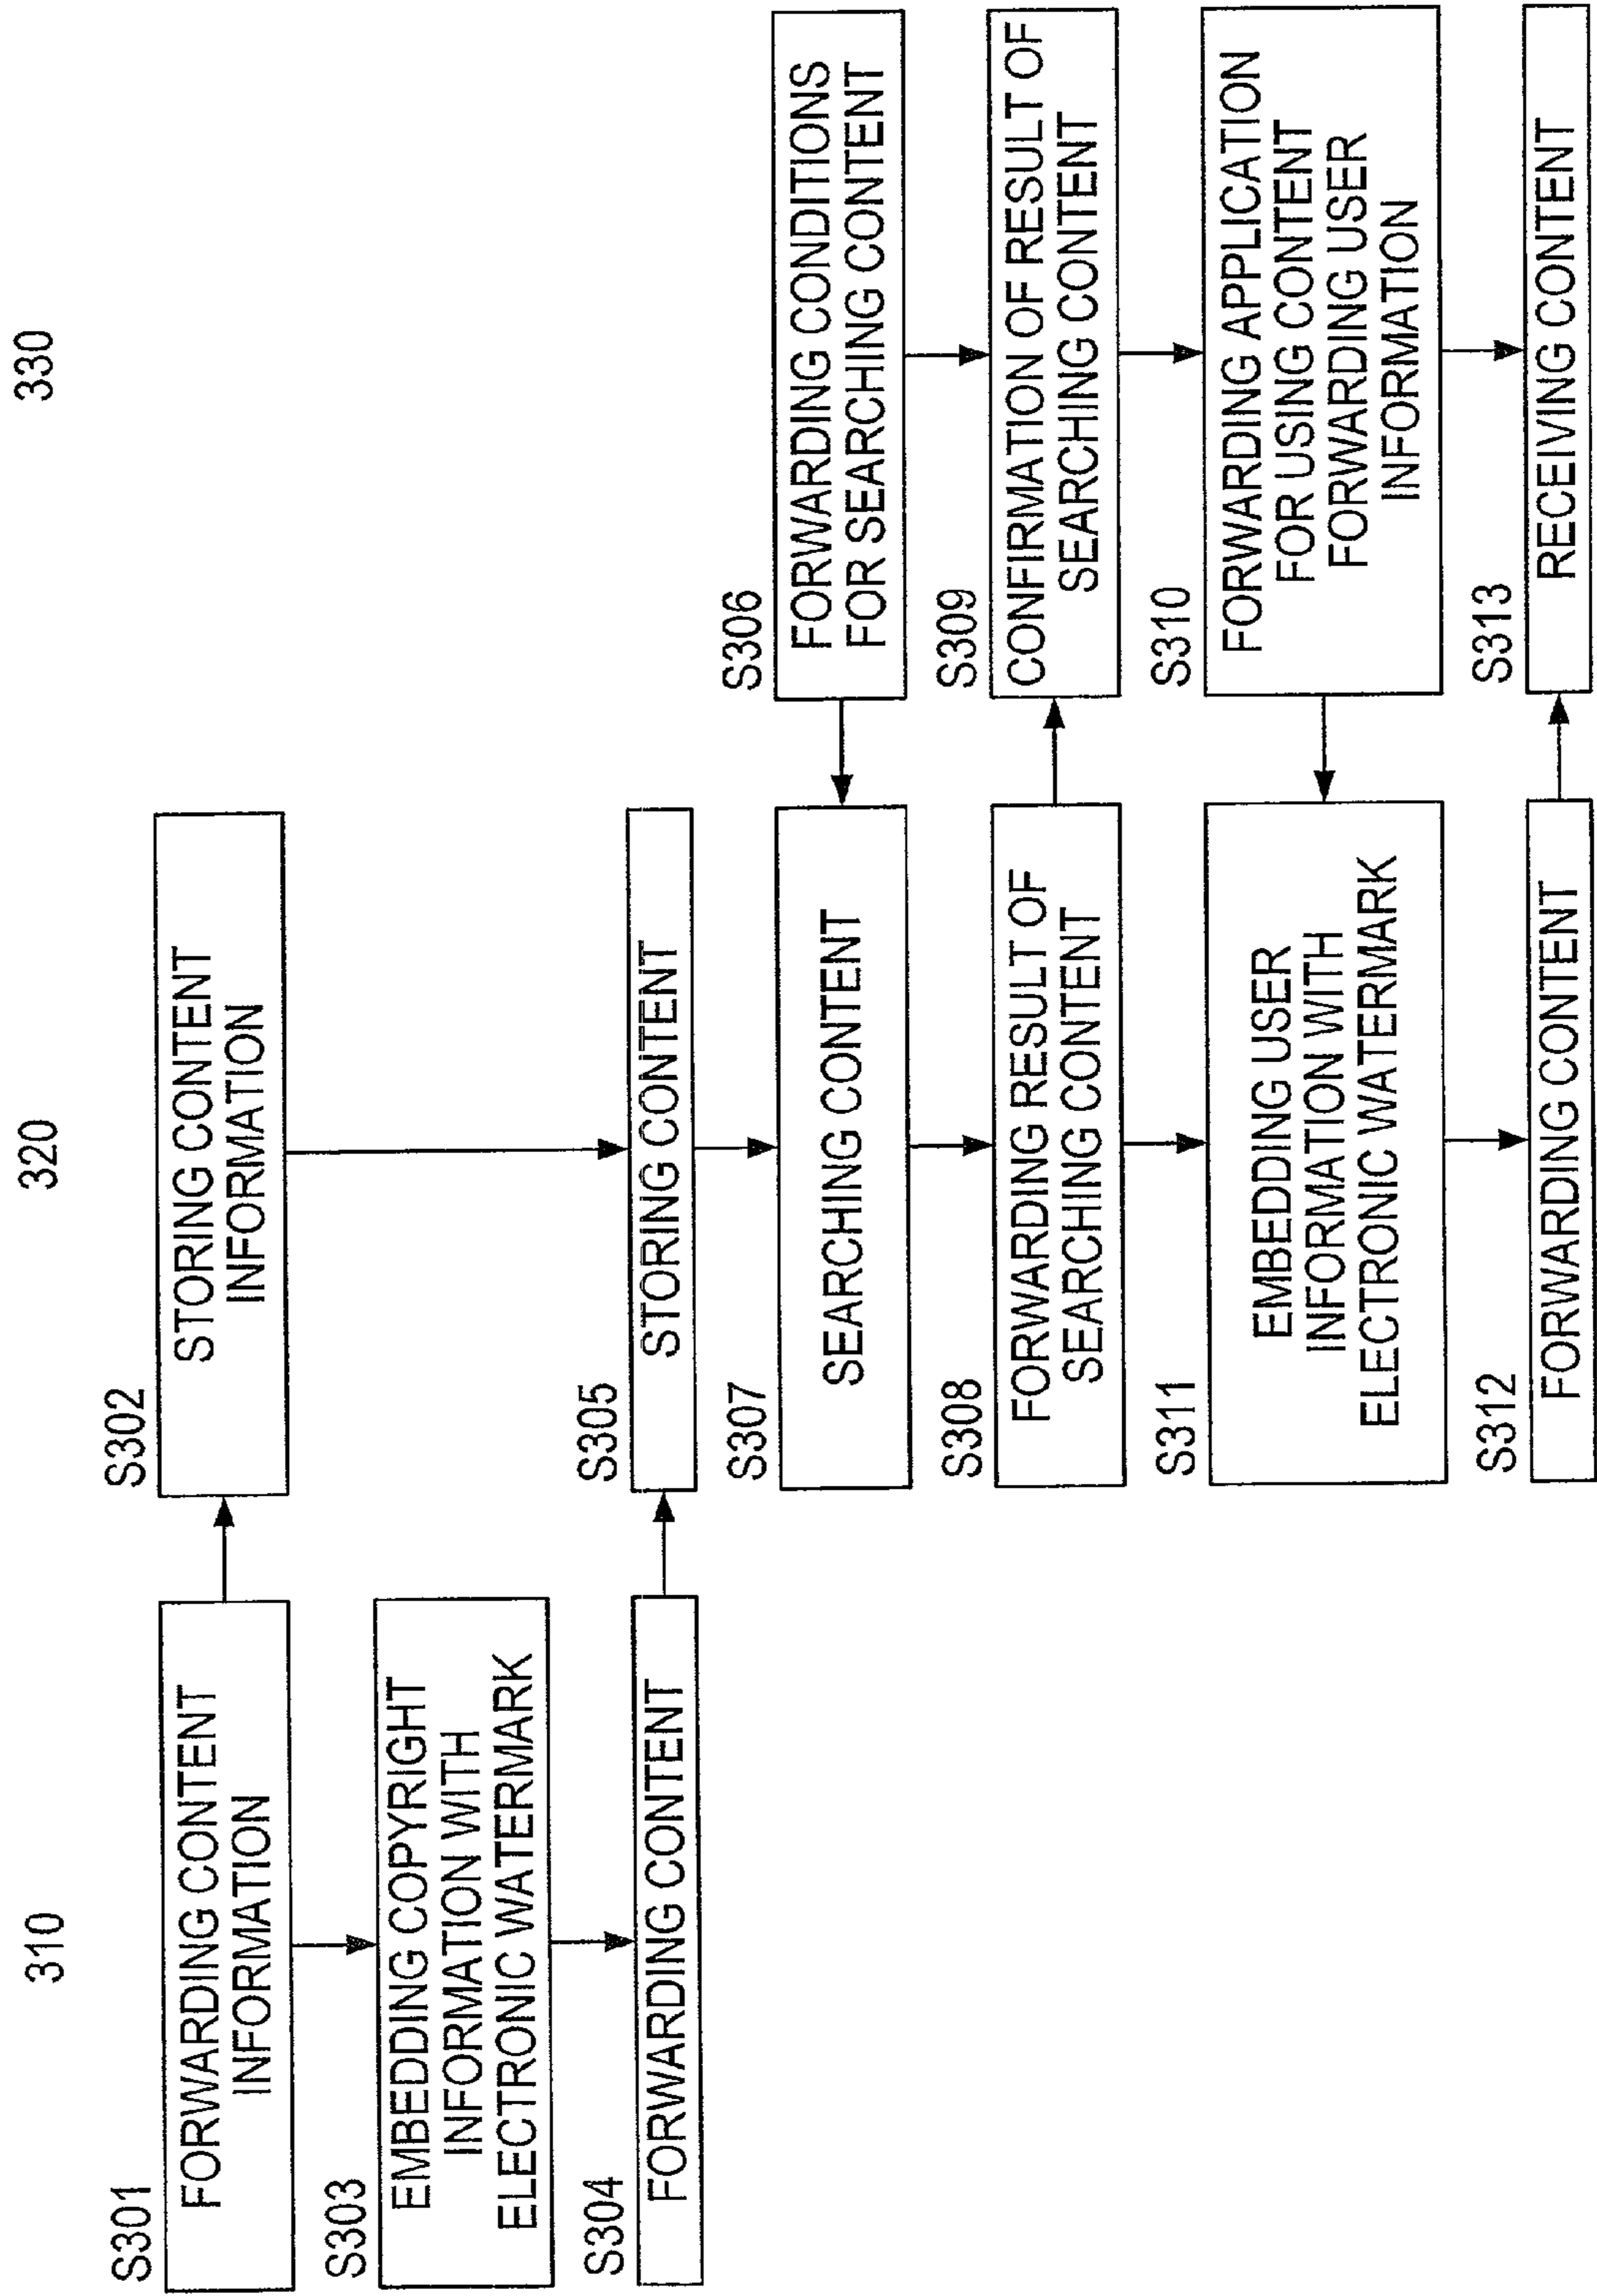 310
320
330
S301
FORWARDING CONTENT
INFORMATION
S302
STORING CONTENT
INFORMATION
S303
EMBEDDING COPYRIGHT
INFORMATION WITH
ELECTRONIC WATERMARK
S304
FORWARDING CONTENT
S305
STORING CONTENT
S306
FORWARDING CONDITIONS
FOR SEARCHING CONTENT
S307
SEARCHING CONTENT
S308
FORWARDING RESULT OF
SEARCHING CONTENT
S309
CONFIRMATION OF RESULT OF
SEARCHING CONTENT
S310
FORWARDING APPLICATION
FOR USING CONTENT
FORWARDING USER
INFORMATION
S311
EMBEDDING USER
INFORMATION WITH
ELECTRONIC WATERMARK
S312
FORWARDING CONTENT
S313
RECEIVING CONTENT